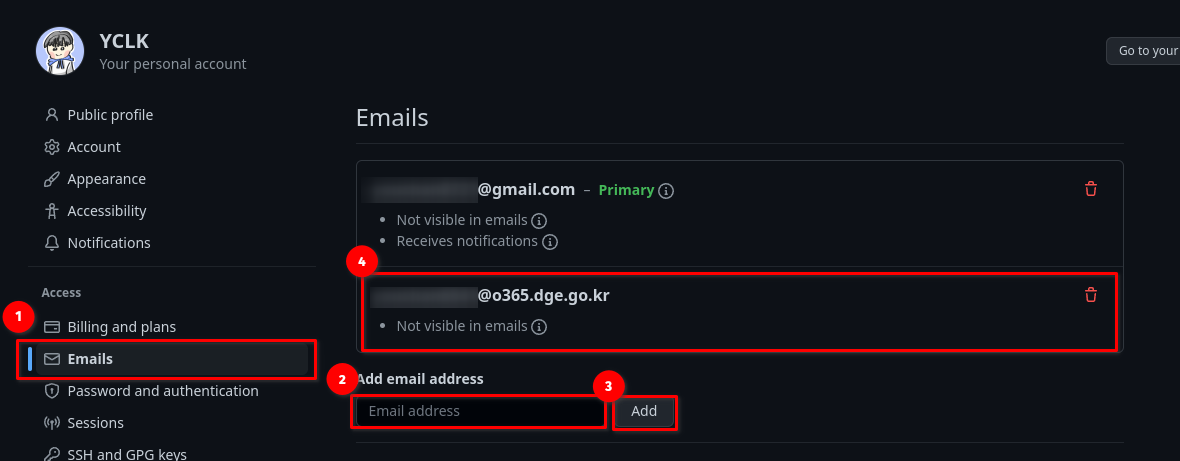 YCLK
Your personal account
Go to your
Public profile
Account
Appearance
Accessibility
Notifications
Access
1
Billing and plans
Emails
Password and authentication
Sessions
SSH and GPG keys
Emails
@gmail.com – Primary
Not visible in emails
Receives notifications
4
@o365.dge.go.kr
Not visible in emails
2
Add email address
3
Email address
Add